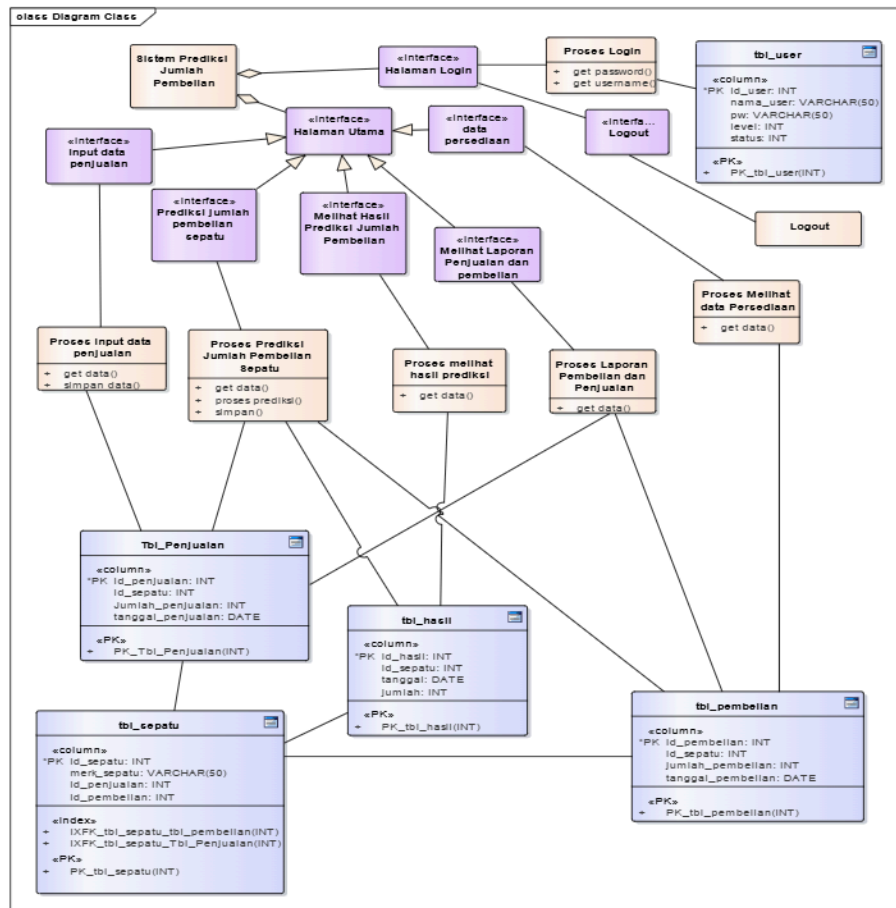 class Diagram Class
Sistem Prediksi
Jumlah
Pembelian
«interface»
Halaman Login
Proses Login
+ get password()
+ get username()
tbl_user
«column»
*PK id_user: INT
nama_user: VARCHAR(50)
pw: VARCHAR(50)
level: INT
status: INT
«PK»
+ PK_tbl_user(INT)
«interface»
Halaman Utama
«interface»
data
persediaan
«interfa...
Logout
«interface»
Input data
penjualan
«interface»
Prediksi jumlah
pembelian
sepatu
«interface»
Melihat Hasil
Prediksi Jumlah
Pembelian
«interface»
Melihat Laporan
Penjualan dan
pembelian
Logout
Proses Melihat
data Persediaan
+ get data()
Proses Input data
penjualan
+ get data()
+ simpan data()
Proses Prediksi
Jumlah Pembelian
Sepatu
+ get data()
+ proses prediksi()
+ simpan()
Proses melihat
hasil prediksi
+ get data()
Proses Laporan
Pembelian dan
Penjualan
+ get data()
Tbl_Penjualan
«column»
*PK id_penjualan: INT
id_sepatu: INT
Jumlah_penjualan: INT
tanggal_penjualan: DATE
«PK»
+ PK_Tbl_Penjualan(INT)
tbl_hasil
«column»
*PK id_hasil: INT
id_sepatu: INT
tanggal: DATE
jumlah: INT
«PK»
+ PK_tbl_hasil(INT)
tbl_sepatu
«column»
*PK id_sepatu: INT
merk_sepatu: VARCHAR(50)
id_penjualan: INT
id_pembelian: INT
«index»
+ IXFK_tbl_sepatu_tbl_pembelian(INT)
+ IXFK_tbl_sepatu_Tbl_Penjualan(INT)
«PK»
+ PK_tbl_sepatu(INT)
tbl_pembelian
«column»
*PK id_pembelian: INT
id_sepatu: INT
jumlah_pembelian: INT
tanggal_pembelian: DATE
«PK»
+ PK_tbl_pembelian(INT)